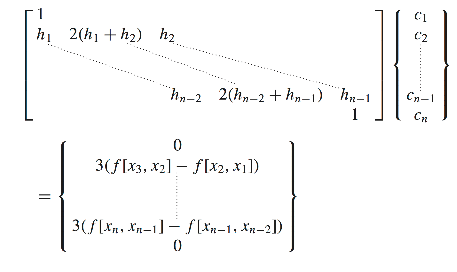 1
h₁ 2(h₁ + h₂) h₂
hₙ₋₂ 2(hₙ₋₂ + hₙ₋₁) hₙ₋₁
1
c₁
c₂
cₙ₋₁
cₙ
=
0
3(f[x₃, x₂] − f[x₂, x₁])
3(f[xₙ, xₙ₋₁] − f[xₙ₋₁, xₙ₋₂])
0